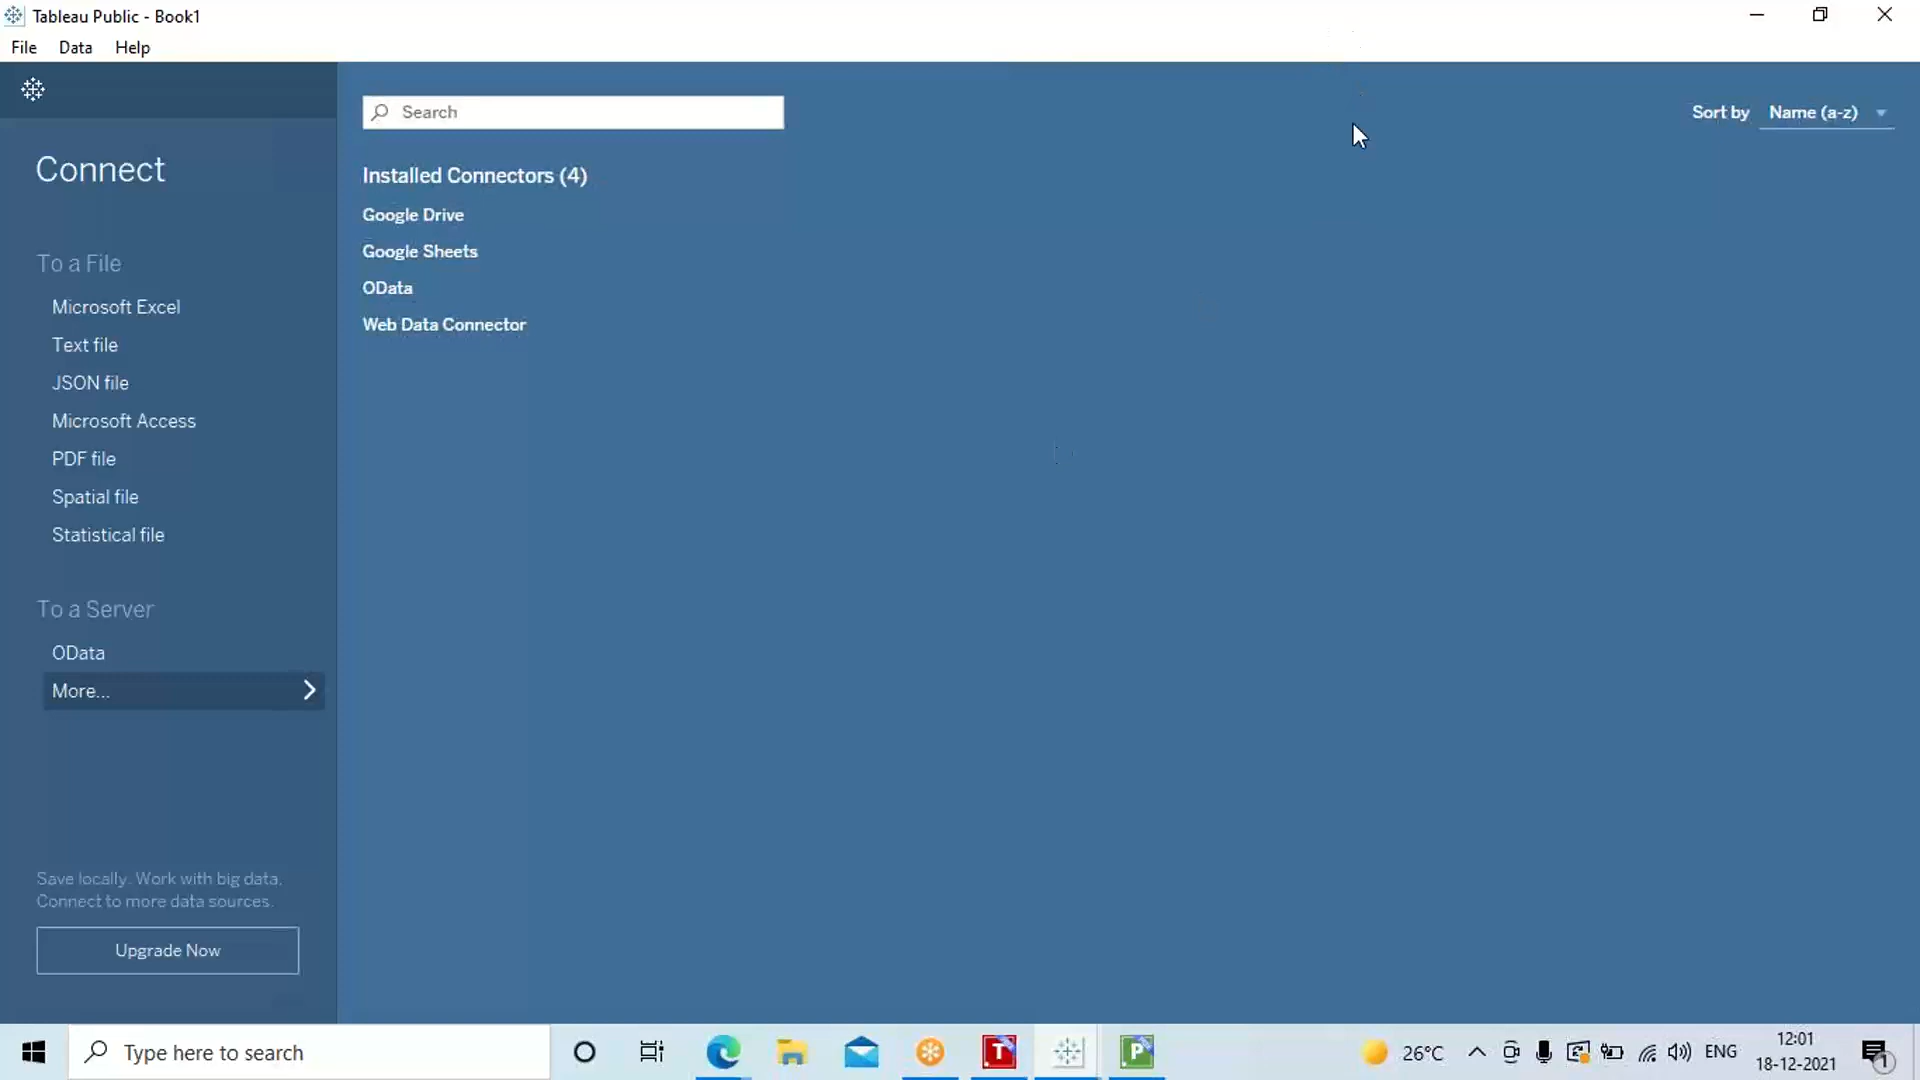 Tableau Public - Book1
File Data Help
Connect
To a File
Microsoft Excel
Text file
JSON file
Microsoft Access
PDF file
Spatial file
Statistical file
To a Server
OData
More...
Save locally. Work with big data.
Connect to more data sources.
Upgrade Now
Search
Sort by Name (a-z)
Installed Connectors (4)
Google Drive
Google Sheets
OData
Web Data Connector
Type here to search
T
P
26°C
ENG
12:01
18-12-2021
1